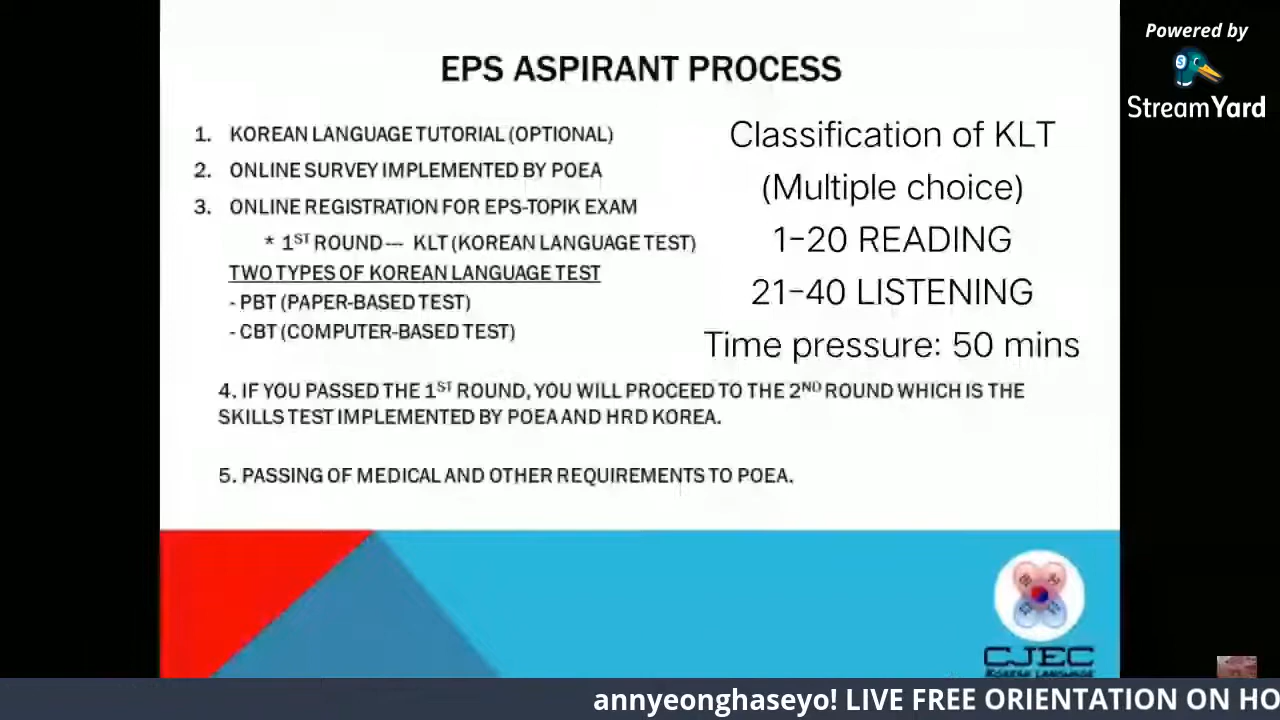 Powered by
StreamYard
EPS ASPIRANT PROCESS
1. KOREAN LANGUAGE TUTORIAL (OPTIONAL)
2. ONLINE SURVEY IMPLEMENTED BY POEA
3. ONLINE REGISTRATION FOR EPS-TOPIK EXAM
* 1ST ROUND--- KLT (KOREAN LANGUAGE TEST)
TWO TYPES OF KOREAN LANGUAGE TEST
- PBT (PAPER-BASED TEST)
- CBT (COMPUTER-BASED TEST)
Classification of KLT
(Multiple choice)
1-20 READING
21-40 LISTENING
Time pressure: 50 mins
4. IF YOU PASSED THE 1ST ROUND, YOU WILL PROCEED TO THE 2ND ROUND WHICH IS THE
SKILLS TEST IMPLEMENTED BY POEA AND HRD KOREA.
5. PASSING OF MEDICAL AND OTHER REQUIREMENTS TO POEA.
CJEC
KOREAN LANGUAGE
annyeonghaseyo! LIVE FREE ORIENTATION ON HO